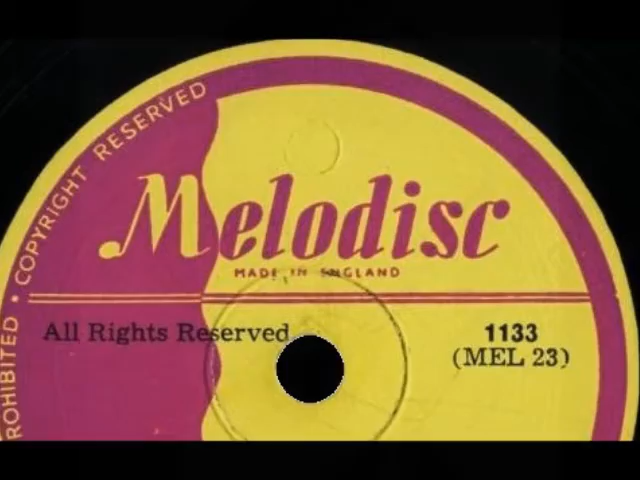 ROHIBITED • COPYRIGHT RESERVED
Melodisc
MADE IN ENGLAND
All Rights Reserved
1133
(MEL 23)